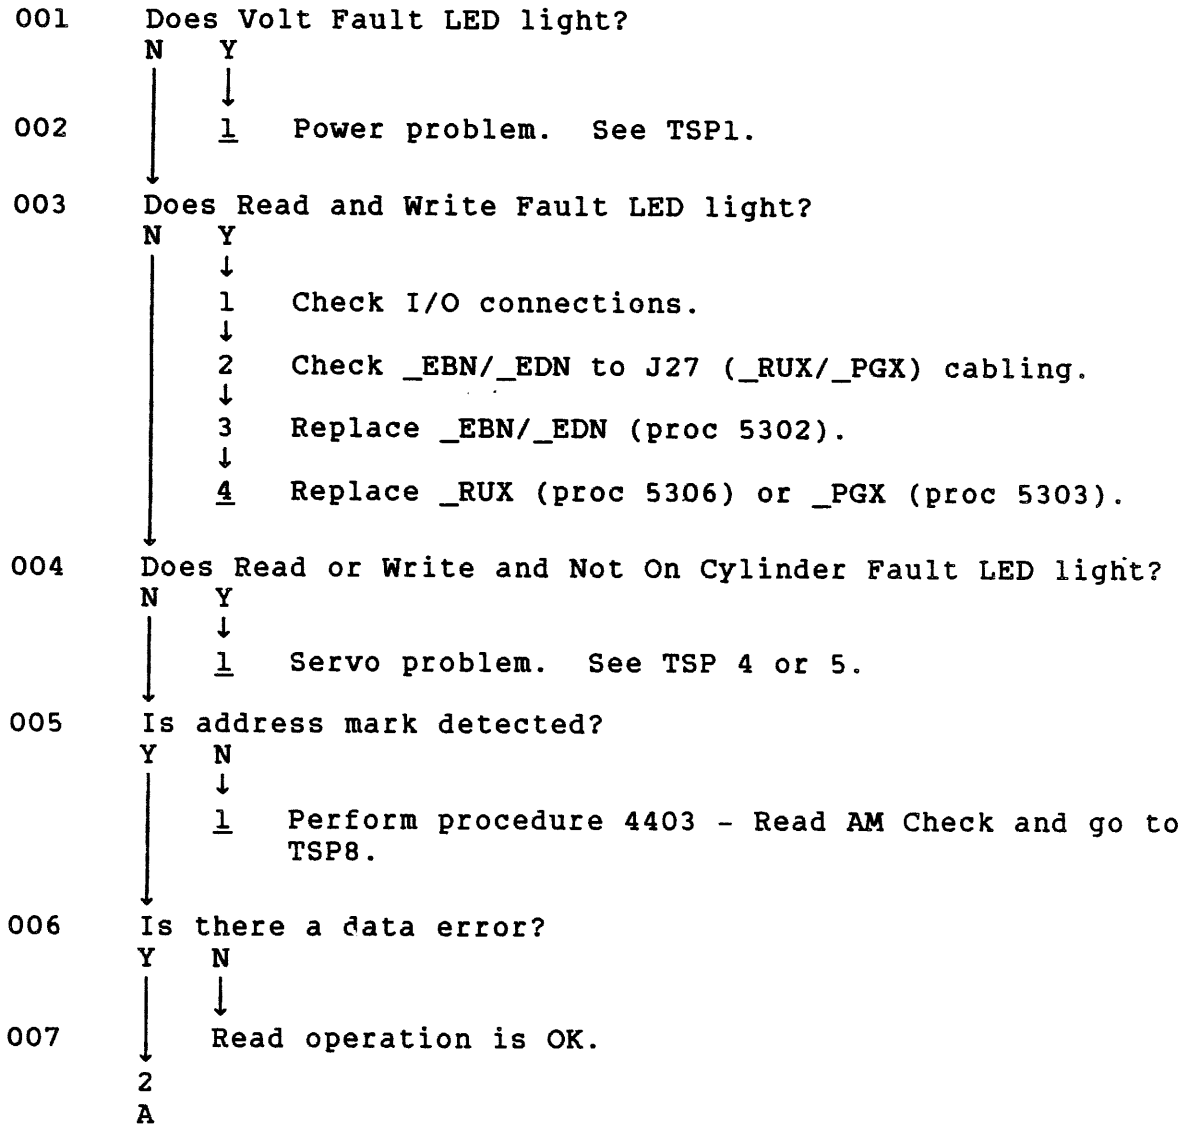 001 Does Volt Fault LED light?
N Y
002 1 Power problem. See TSP1.
003 Does Read and Write Fault LED light?
N Y
1 Check I/O connections.
2 Check _EBN/_EDN to J27 (_RUX/_PGX) cabling.
3 Replace _EBN/_EDN (proc 5302).
4 Replace _RUX (proc 5306) or _PGX (proc 5303).
004 Does Read or Write and Not On Cylinder Fault LED light?
N Y
1 Servo problem. See TSP 4 or 5.
005 Is address mark detected?
Y N
1 Perform procedure 4403 - Read AM Check and go to
TSP8.
006 Is there a data error?
Y N
007 Read operation is OK.
2
A